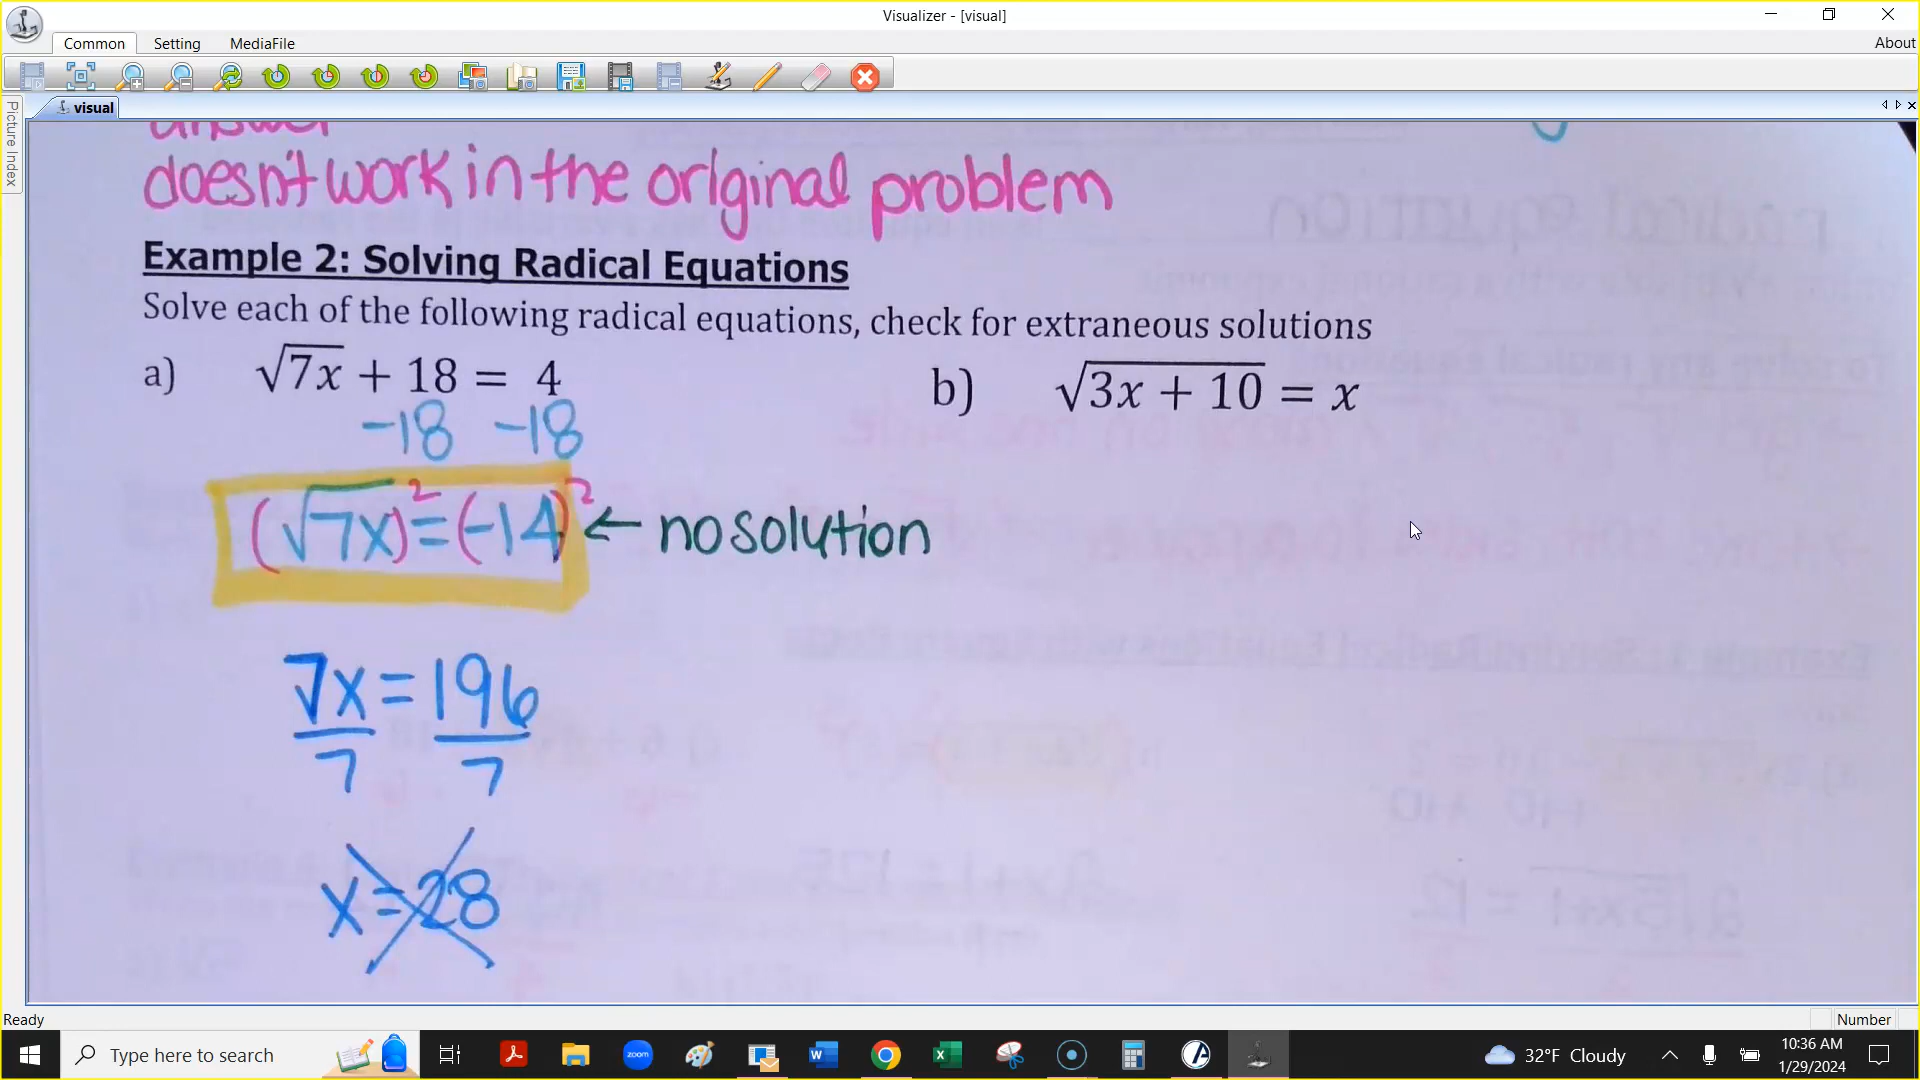 Visualizer - [visual]
Common Setting MediaFile About
visual
Picture Index
answer
doesn't work in the original problem
Example 2: Solving Radical Equations
Solve each of the following radical equations, check for extraneous solutions
a) √7x + 18 = 4
-18 -18
(√7x)² = (-14)² ← no solution
7x = 196
7 7
x = 28
b) √3x + 10 = x
Ready Number
Type here to search
zoom
32°F Cloudy
10:36 AM
1/29/2024